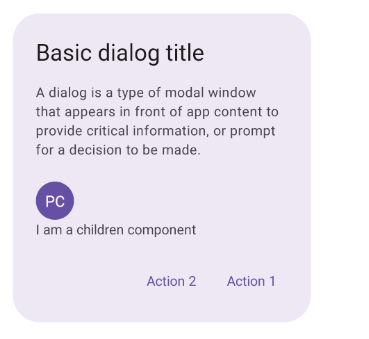 Basic dialog title
A dialog is a type of modal window
that appears in front of app content to
provide critical information, or prompt
for a decision to be made.
PC
I am a children component
Action 2 Action 1